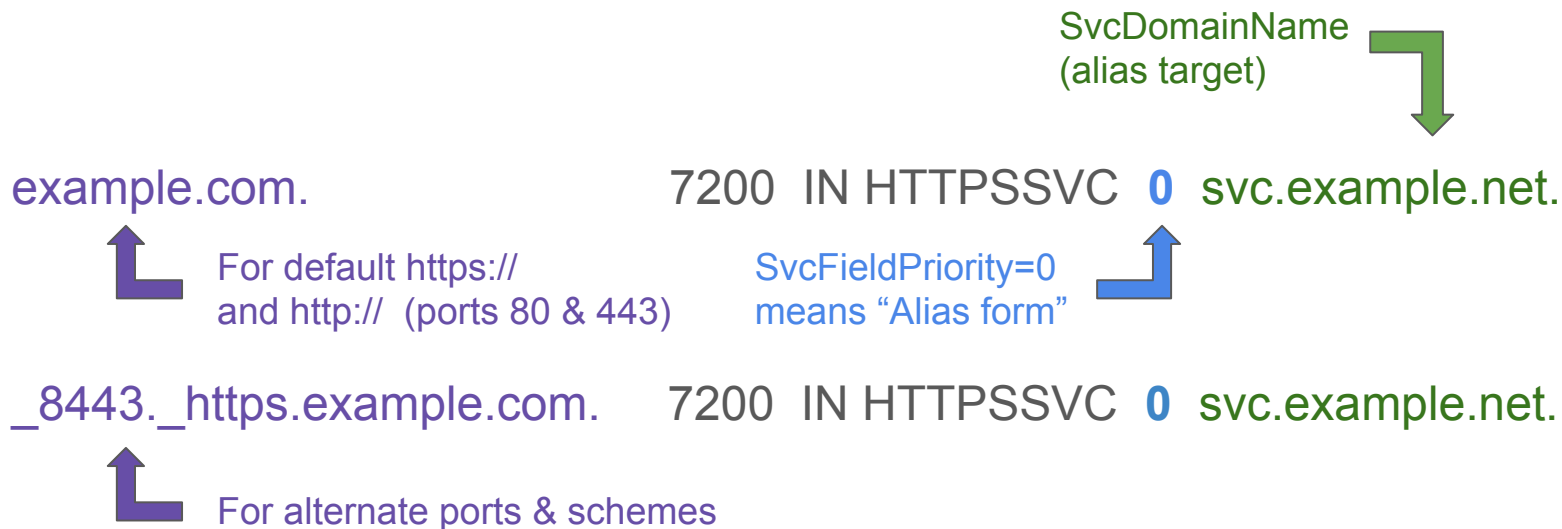 SvcDomainName
(alias target)
example.com. 7200 IN HTTPSSVC 0 svc.example.net.
For default https://
and http:// (ports 80 & 443)
SvcFieldPriority=0
means “Alias form”
_8443._https.example.com. 7200 IN HTTPSSVC 0 svc.example.net.
For alternate ports & schemes